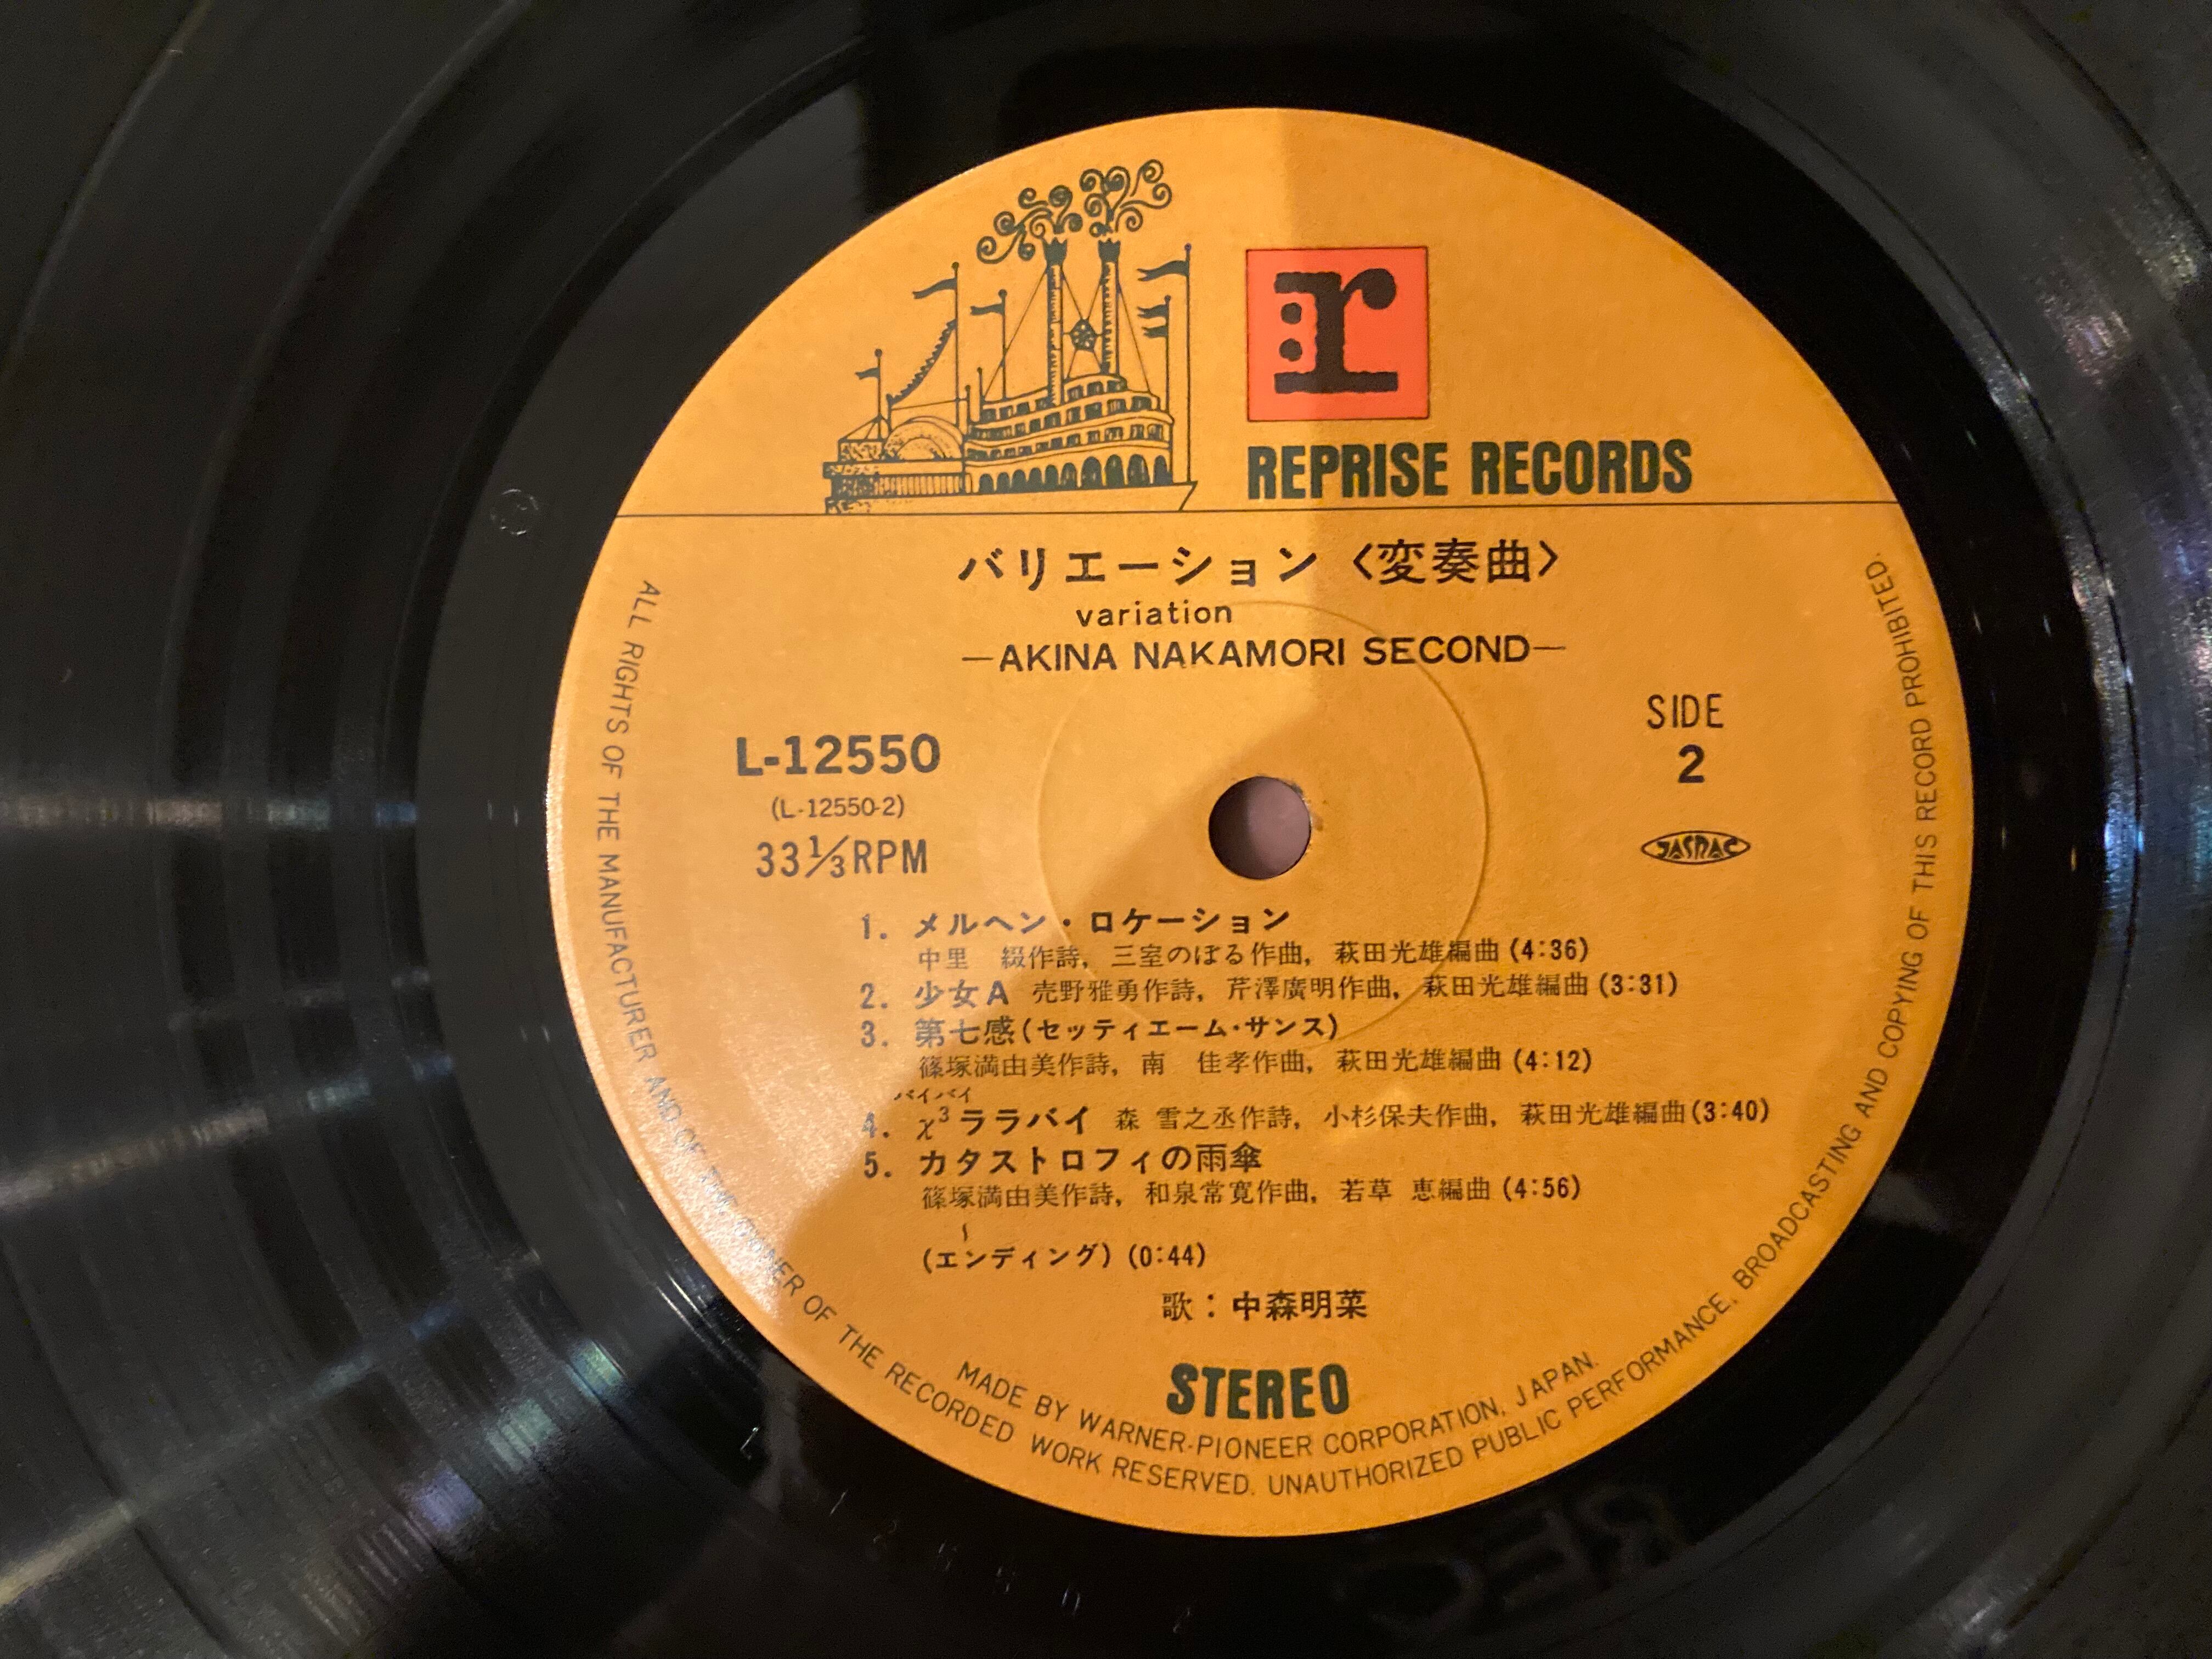 r
REPRISE RECORDS
バリエーション〈変奏曲〉
variation
—AKINA NAKAMORI SECOND—
L-12550
(L-12550-2)
33⅓RPM
SIDE
2
JASRAC
1. メルヘン・ロケーション
中里 綴作詩, 三室のぼる作曲, 萩田光雄編曲 (4:36)
2. 少女A 売野雅勇作詩, 芹澤廣明作曲, 萩田光雄編曲 (3:31)
3. 第七感(セッティエーム・サンス)
篠塚満由美作詩, 南 佳孝作曲, 萩田光雄編曲 (4:12)
バイバイ
4. χ³ララバイ 森 雪之丞作詩, 小杉保夫作曲, 萩田光雄編曲(3:40)
5. カタストロフィの雨傘
篠塚満由美作詩, 和泉常寛作曲, 若草 恵編曲 (4:56)
〜
(エンディング) (0:44)
歌：中森明菜
STEREO
MADE BY WARNER-PIONEER CORPORATION, JAPAN.
ALL RIGHTS OF THE MANUFACTURER AND OF THE OWNER OF THE RECORDED WORK RESERVED. UNAUTHORIZED PUBLIC PERFORMANCE, BROADCASTING AND COPYING OF THIS RECORD PROHIBITED.